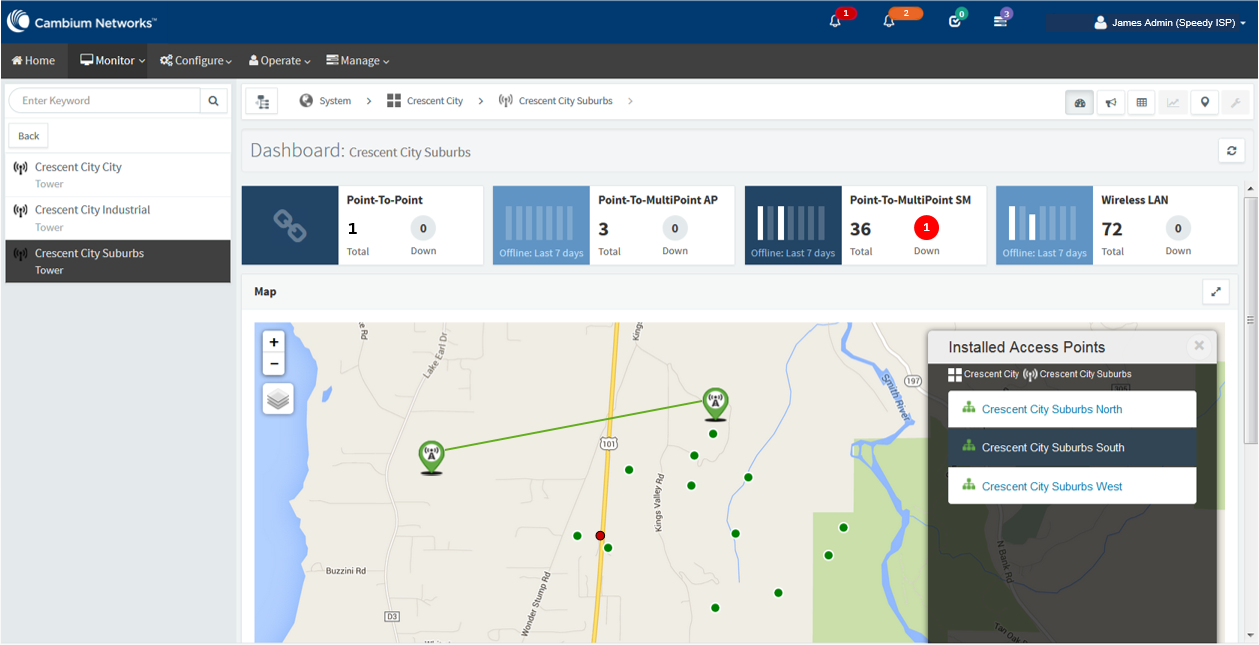 Cambium Networks™
1
2
0
3
James Admin (Speedy ISP)
Home
Monitor
Configure
Operate
Manage
Enter Keyword
System
Crescent City
Crescent City Suburbs
Back
Crescent City City
Tower
Crescent City Industrial
Tower
Crescent City Suburbs
Tower
Dashboard: Crescent City Suburbs
Point-To-Point
1
0
Total
Down
Point-To-MultiPoint AP
3
0
Total
Down
Offline: Last 7 days
Point-To-MultiPoint SM
36
1
Total
Down
Offline: Last 7 days
Wireless LAN
72
0
Total
Down
Offline: Last 7 days
Map
+
−
Lake Earl Dr
Kings
101
Kings Valley Rd
Smith River
197
Buzzini Rd
D3
Wonder Stump Rd
N Bank Rd
Tan Oak
Installed Access Points
Crescent City
Crescent City Suburbs
Crescent City Suburbs North
Crescent City Suburbs South
Crescent City Suburbs West